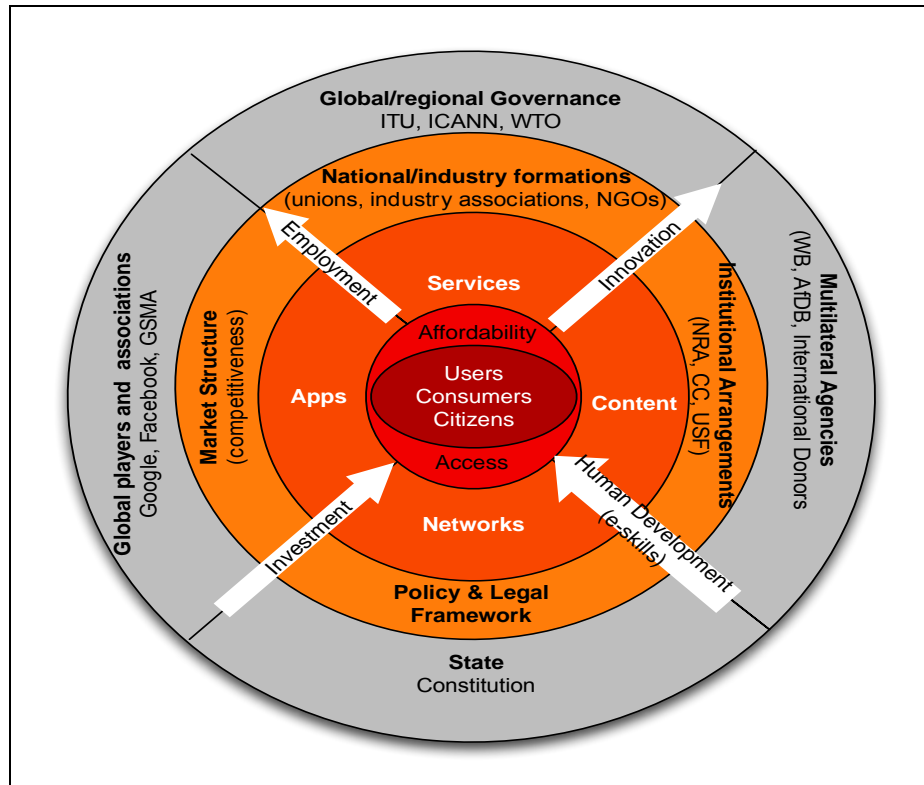 Global/regional Governance
ITU, ICANN, WTO
National/industry formations
(unions, industry associations, NGOs)
Employment
Innovation
Services
Affordability
Users
Consumers
Citizens
Apps
Content
Access
Networks
Global players and associations
Google, Facebook, GSMA
Market Structure
(competitiveness)
Institutional Arrangements
(NRA, CC, USF)
Multilateral Agencies
(WB, AfDB, International Donors
Investment
Human Development
(e-skills)
Policy & Legal
Framework
State
Constitution